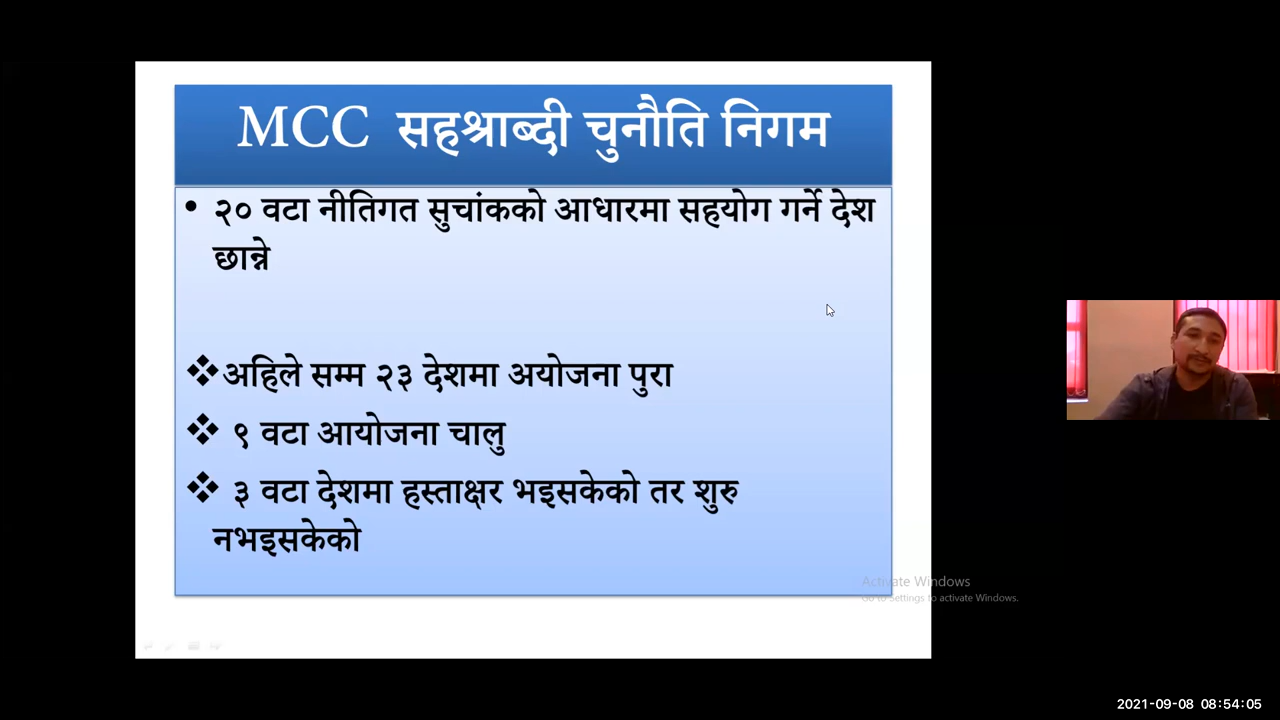 MCC सहश्राब्दी चुनौति निगम
• २० वटा नीतिगत सुचांकको आधारमा सहयोग गर्ने देश
छान्ने
❖अहिले सम्म २३ देशमा अयोजना पुरा
❖ ९ वटा आयोजना चालु
❖ ३ वटा देशमा हस्ताक्षर भइसकेको तर शुरु
नभइसकेको
Activate Windows
Go to Settings to activate Windows.
2021-09-08 08:54:05